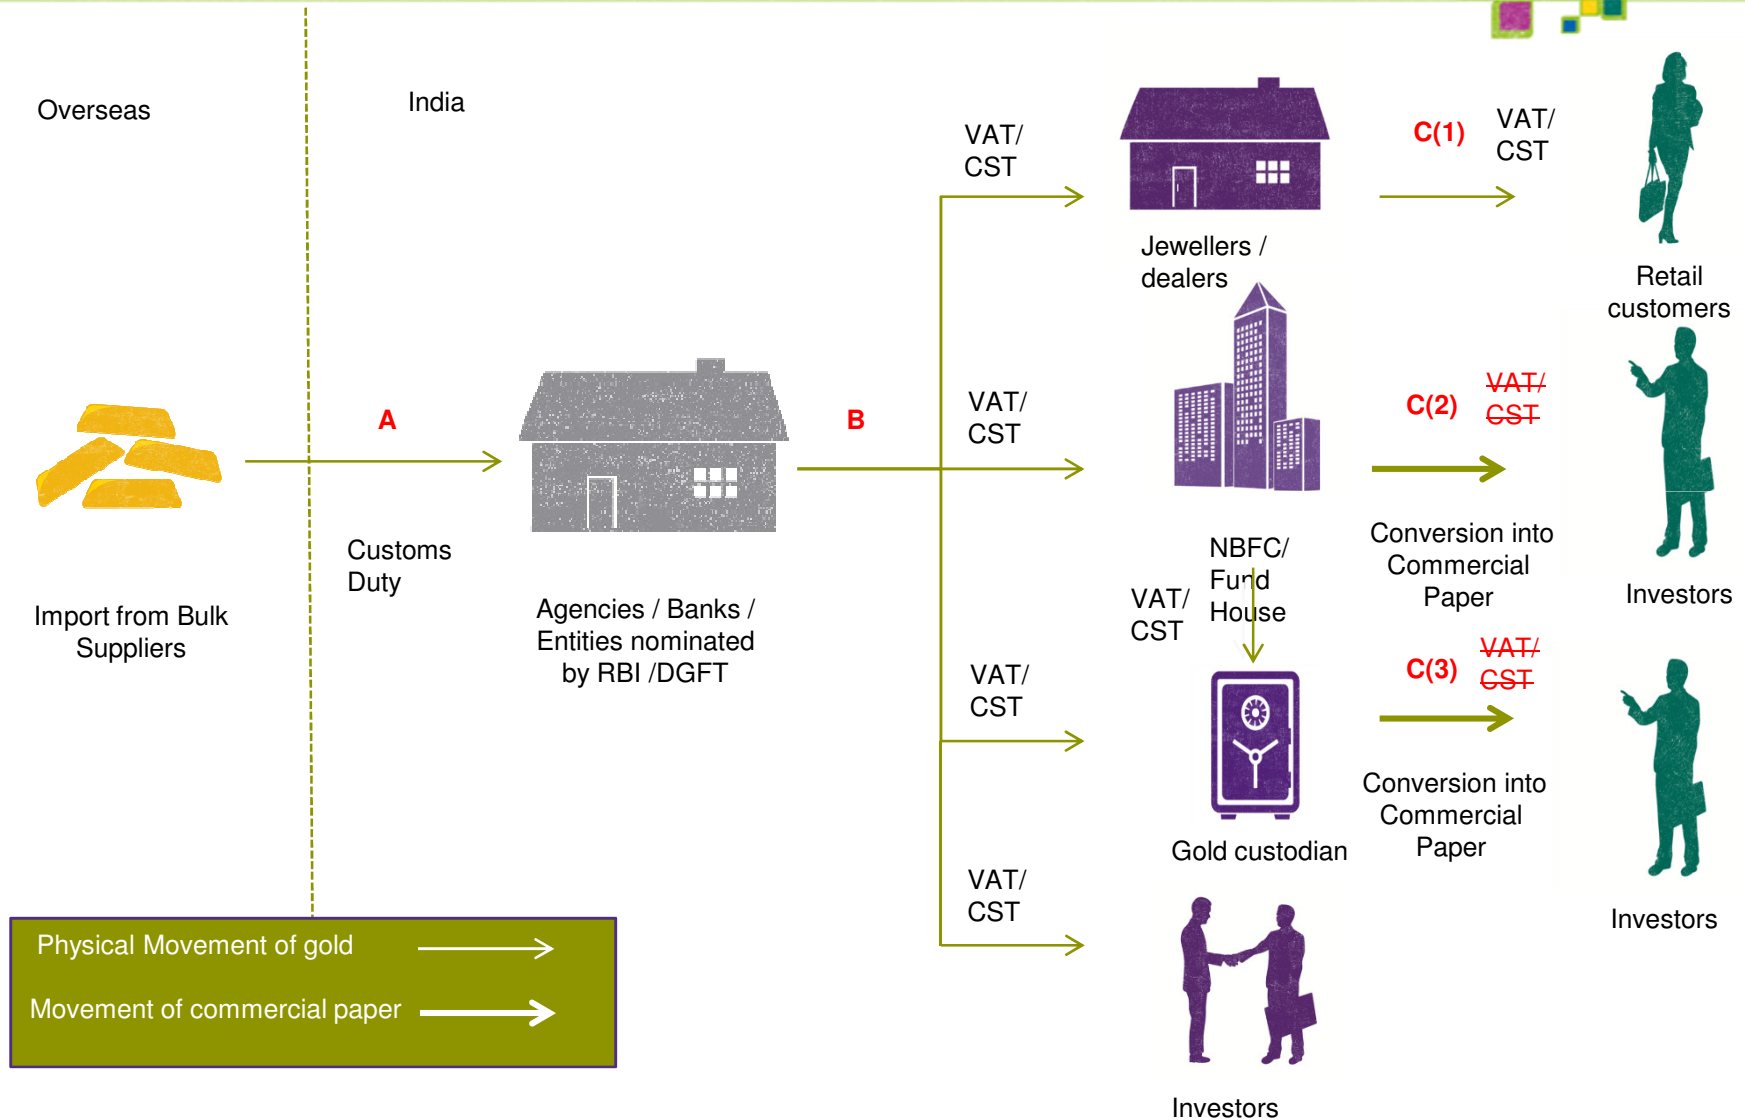 Overseas
India
VAT/
CST
C(1)
VAT/
CST
Jewellers /
dealers
Retail
customers
A
VAT/
CST
B
C(2)
VAT/
CST
Customs
Duty
NBFC/
Fund
House
Conversion into
Commercial
Paper
Investors
Import from Bulk
Suppliers
Agencies / Banks /
Entities nominated
by RBI /DGFT
VAT/
CST
VAT/
CST
C(3)
VAT/
CST
Gold custodian
Conversion into
Commercial
Paper
Investors
VAT/
CST
Investors
Physical Movement of gold
Movement of commercial paper